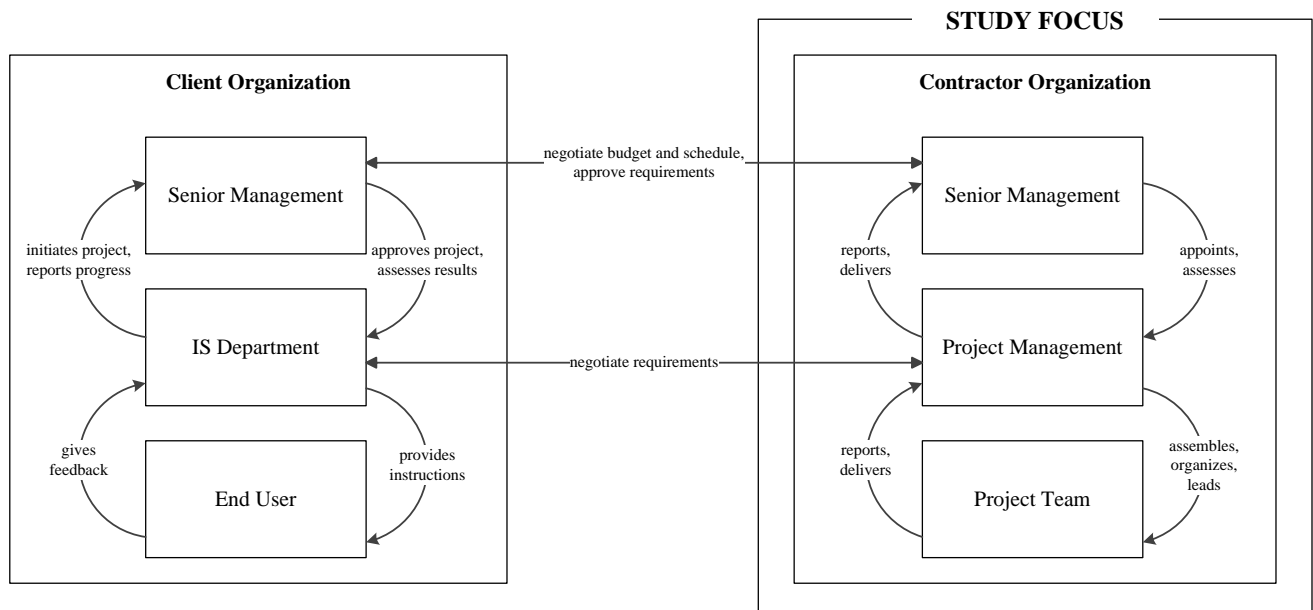 STUDY FOCUS
Client Organization
Contractor Organization
Senior Management
negotiate budget and schedule,
approve requirements
Senior Management
initiates project,
reports progress
approves project,
assesses results
reports,
delivers
appoints,
assesses
IS Department
negotiate requirements
Project Management
gives
feedback
provides
instructions
reports,
delivers
assembles,
organizes,
leads
End User
Project Team